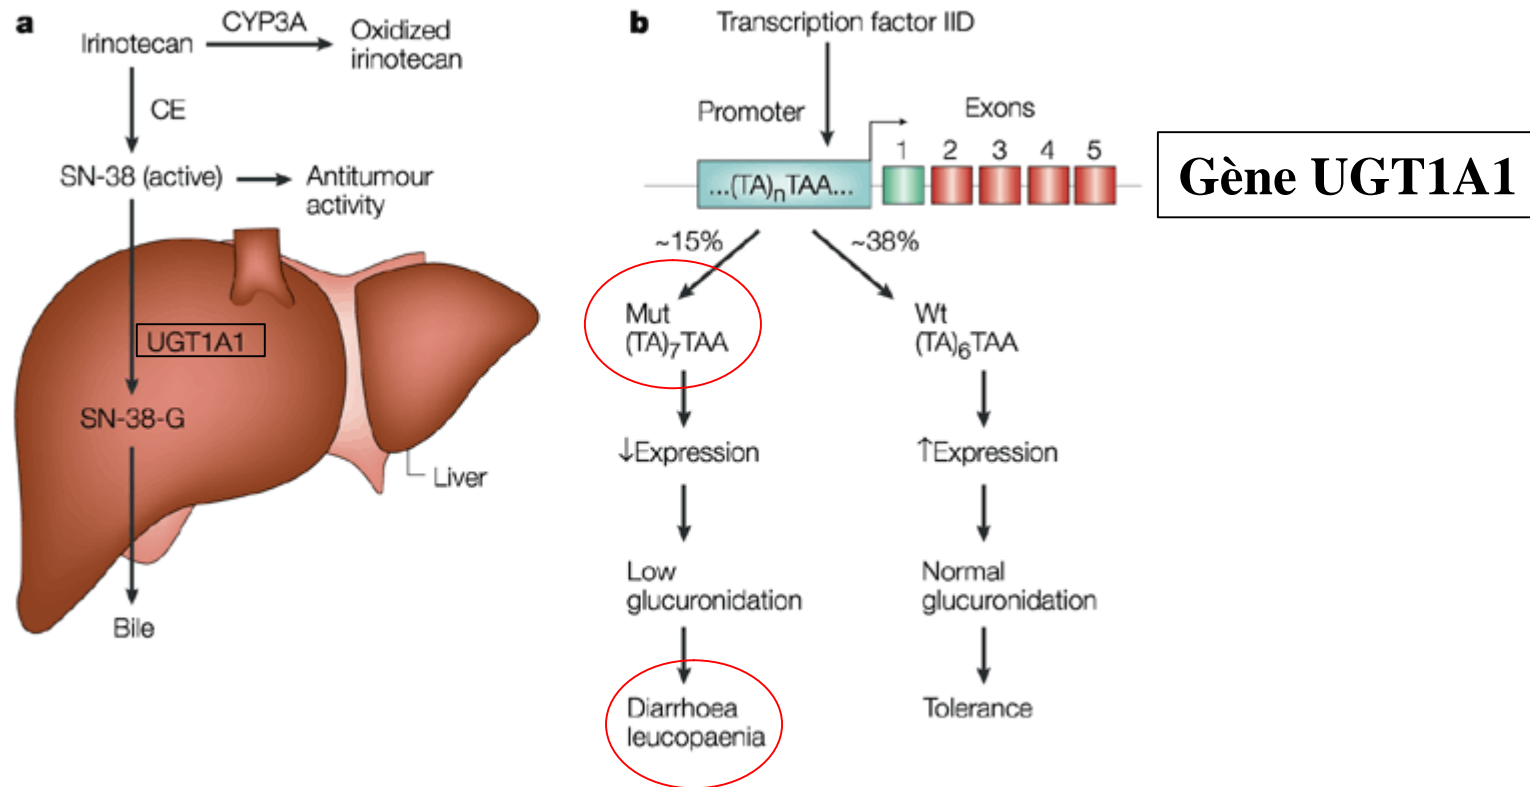 a
Irinotecan
CYP3A
Oxidized
irinotecan
CE
SN-38 (active)
Antitumour
activity
UGT1A1
SN-38-G
Liver
Bile
b
Transcription factor IID
Promoter
Exons
1 2 3 4 5
...(TA)nTAA...
Gène UGT1A1
~15%
~38%
Mut
(TA)7TAA
Wt
(TA)6TAA
↓Expression
↑Expression
Low
glucuronidation
Normal
glucuronidation
Diarrhoea
leucopaenia
Tolerance